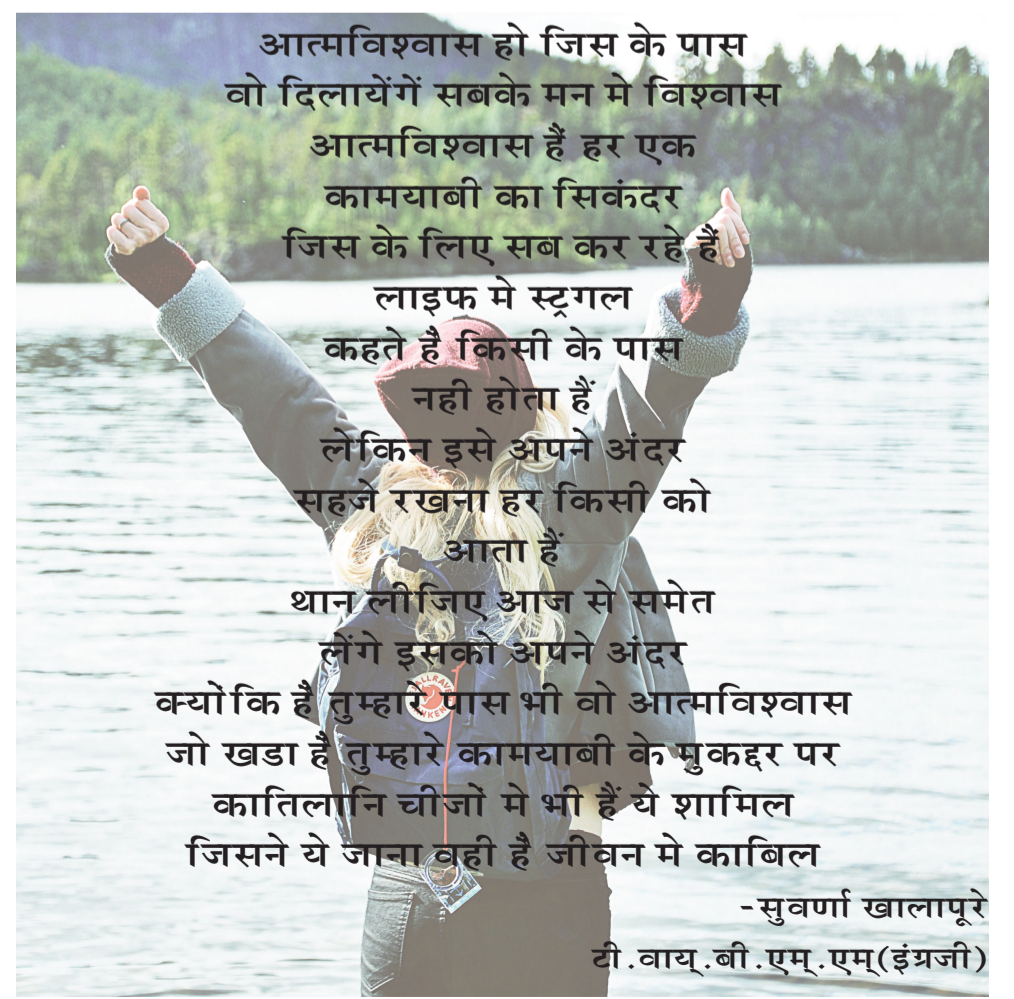 आत्मविश्वास हो जिस के पास
वो दिलायेंगें सबके मन मे विश्वास
आत्मविश्वास हैं हर एक
कामयाबी का सिकंदर
जिस के लिए सब कर रहे हैं
लाइफ मे स्ट्रगल
कहते है किसी के पास
नही होता हैं
लेकिन इसे अपने अंदर
सहजे रखना हर किसी को
आता हैं
थान लीजिए आज से समेत
लेंगे इसको अपने अंदर
क्योंकि है तुम्हारे पास भी वो आत्मविश्वास
जो खडा है तुम्हारे कामयाबी के मुकद्दर पर
कातिलानि चीजों मे भी हैं ये शामिल
जिसने ये जाना वही है जीवन मे काबिल
-सुवर्णा खालापूरे
टी.वाय्.बी.एम्.एम्(इंग्रजी)